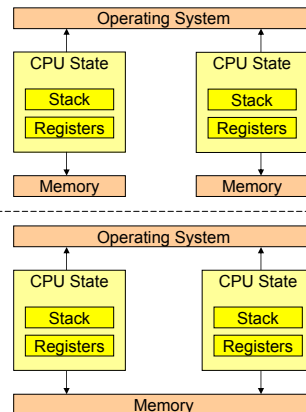 Operating System
CPU State CPU State
Stack Stack
Registers Registers
Memory Memory
Operating System
CPU State CPU State
Stack Stack
Registers Registers
Memory